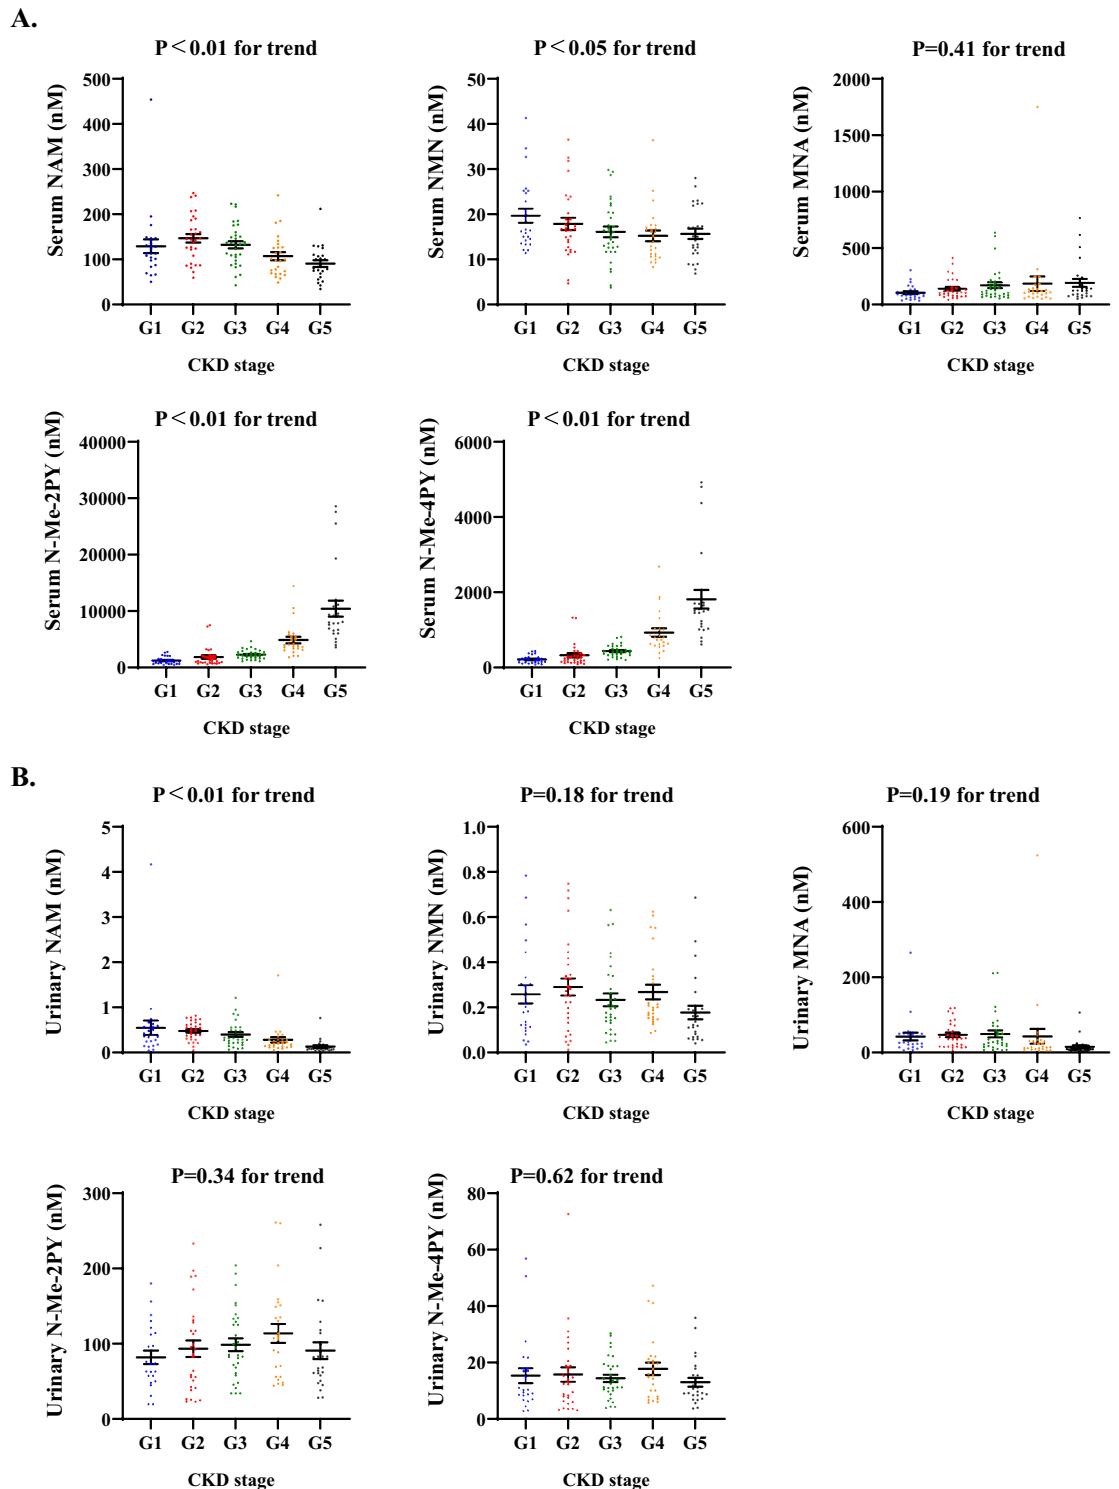 A.
P<0.01 for trend
Serum NAM (nM)
500
400
300
200
100
0
G1 G2 G3 G4 G5
CKD stage
P<0.05 for trend
Serum NMN (nM)
50
40
30
20
10
0
G1 G2 G3 G4 G5
CKD stage
P=0.41 for trend
Serum MNA (nM)
2000
1500
1000
500
0
G1 G2 G3 G4 G5
CKD stage
P<0.01 for trend
Serum N-Me-2PY (nM)
40000
30000
20000
10000
0
G1 G2 G3 G4 G5
CKD stage
P<0.01 for trend
Serum N-Me-4PY (nM)
6000
4000
2000
0
G1 G2 G3 G4 G5
CKD stage
B.
P<0.01 for trend
Urinary NAM (nM)
5
4
3
2
1
0
G1 G2 G3 G4 G5
CKD stage
P=0.18 for trend
Urinary NMN (nM)
1.0
0.8
0.6
0.4
0.2
0.0
G1 G2 G3 G4 G5
CKD stage
P=0.19 for trend
Urinary MNA (nM)
600
400
200
0
G1 G2 G3 G4 G5
CKD stage
P=0.34 for trend
Urinary N-Me-2PY (nM)
300
200
100
0
G1 G2 G3 G4 G5
CKD stage
P=0.62 for trend
Urinary N-Me-4PY (nM)
80
60
40
20
0
G1 G2 G3 G4 G5
CKD stage